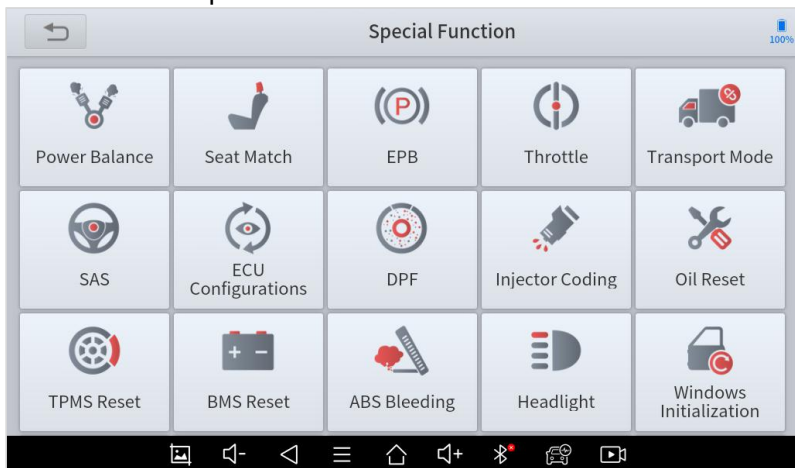 Special Function
100%
Power Balance
Seat Match
(P)
EPB
Throttle
Transport Mode
SAS
ECU
Configurations
DPF
Injector Coding
Oil Reset
TPMS Reset
+ -
BMS Reset
ABS Bleeding
Headlight
Windows
Initialization